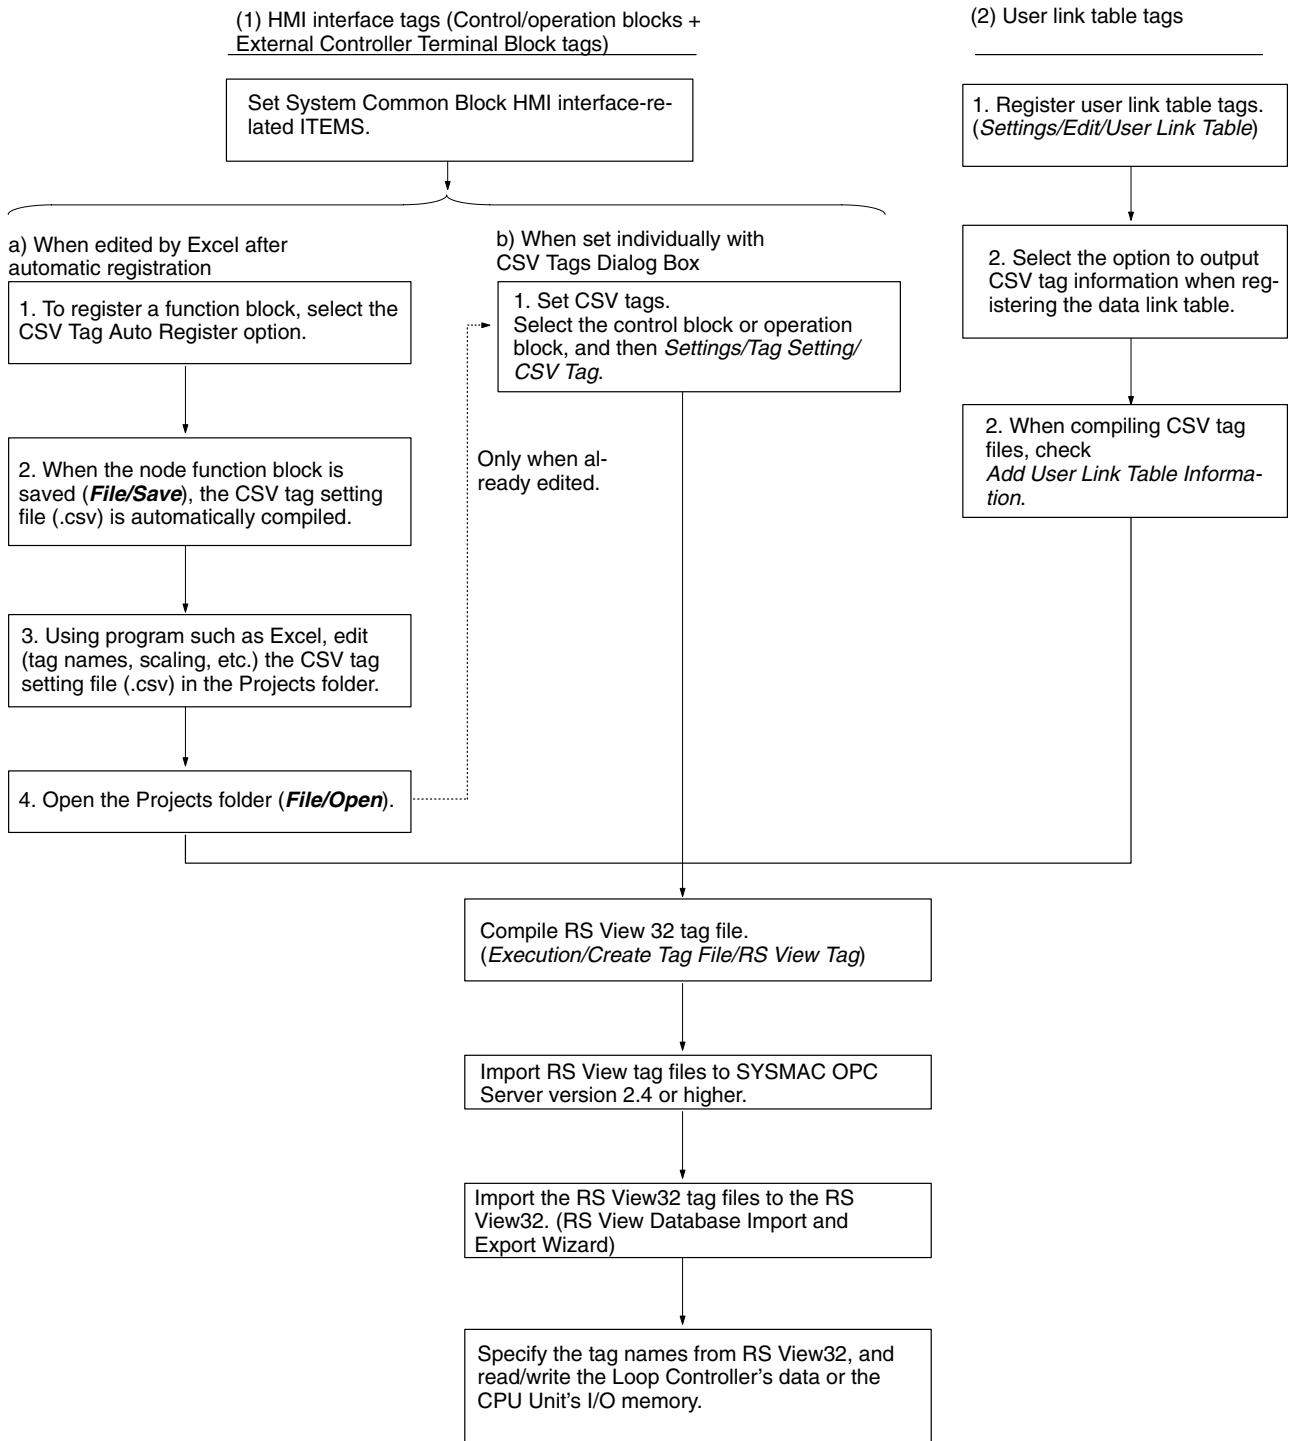 (1) HMI interface tags (Control/operation blocks +
External Controller Terminal Block tags)
(2) User link table tags
Set System Common Block HMI interface-re-
lated ITEMS.
1. Register user link table tags.
(Settings/Edit/User Link Table)
a) When edited by Excel after
automatic registration
b) When set individually with
CSV Tags Dialog Box
2. Select the option to output
CSV tag information when reg-
istering the data link table.
1. To register a function block, select the
CSV Tag Auto Register option.
1. Set CSV tags.
Select the control block or operation
block, and then Settings/Tag Setting/
CSV Tag.
2. When compiling CSV tag
files, check
Add User Link Table Informa-
tion.
2. When the node function block is
saved (File/Save), the CSV tag setting
file (.csv) is automatically compiled.
Only when al-
ready edited.
3. Using program such as Excel, edit
(tag names, scaling, etc.) the CSV tag
setting file (.csv) in the Projects folder.
4. Open the Projects folder (File/Open).
Compile RS View 32 tag file.
(Execution/Create Tag File/RS View Tag)
Import RS View tag files to SYSMAC OPC
Server version 2.4 or higher.
Import the RS View32 tag files to the RS
View32. (RS View Database Import and
Export Wizard)
Specify the tag names from RS View32, and
read/write the Loop Controller's data or the
CPU Unit's I/O memory.